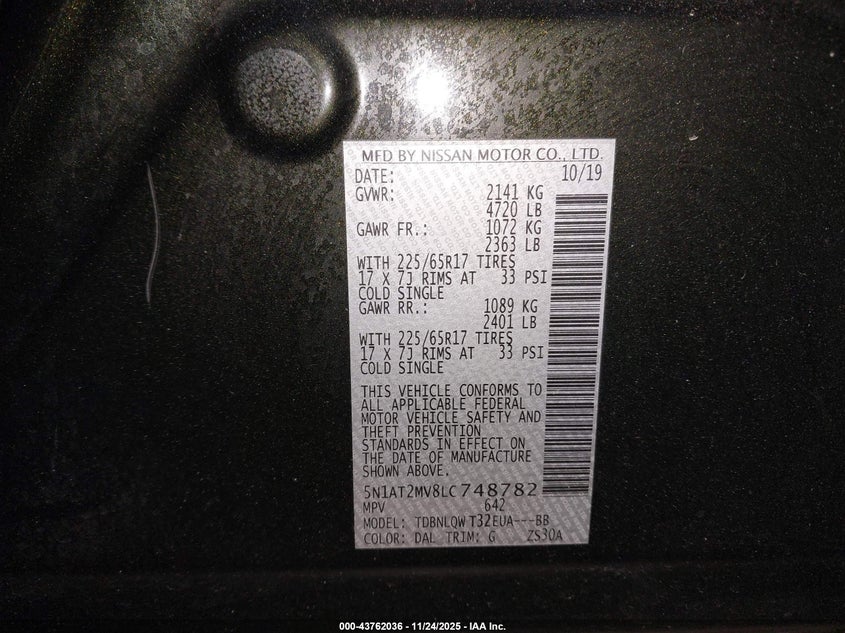 MFD BY NISSAN MOTOR CO., LTD.
DATE: 10/19
GVWR: 2141 KG
4720 LB
GAWR FR.: 1072 KG
2363 LB
WITH 225/65R17 TIRES
17 X 7J RIMS AT 33 PSI
COLD SINGLE
GAWR RR.: 1089 KG
2401 LB
WITH 225/65R17 TIRES
17 X 7J RIMS AT 33 PSI
COLD SINGLE
THIS VEHICLE CONFORMS TO
ALL APPLICABLE FEDERAL
MOTOR VEHICLE SAFETY AND
THEFT PREVENTION
STANDARDS IN EFFECT ON
THE DATE OF MANUFACTURE
SHOWN ABOVE.
5N1AT2MV8LC748782
MPV 642
MODEL: TDBNLQW T32EUA---BB
COLOR: DAL TRIM: G ZS30A
000-43762036 - 11/24/2025 - IAA Inc.